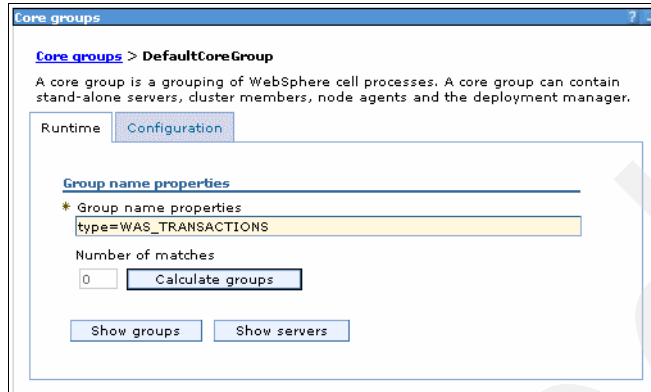 Core groups ? -
Core groups > DefaultCoreGroup
A core group is a grouping of WebSphere cell processes. A core group can contain
stand-alone servers, cluster members, node agents and the deployment manager.
Runtime Configuration
Group name properties
* Group name properties
type=WAS_TRANSACTIONS
Number of matches
0 Calculate groups
Show groups Show servers